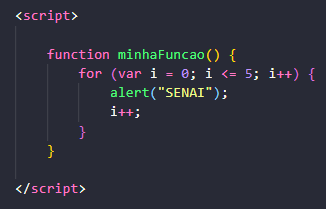 <script>
function minhaFuncao() {
for (var i = 0; i <= 5; i++) {
alert("SENAI");
i++;
}
}
</script>